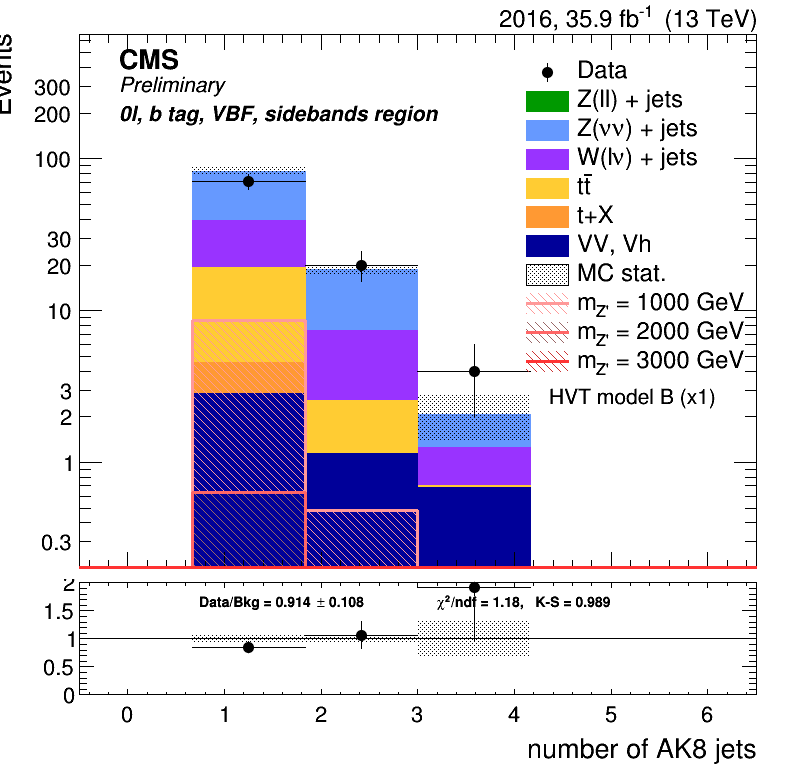 2016, 35.9 fb⁻¹ (13 TeV)
Events
CMS
Preliminary
0l, b tag, VBF, sidebands region
Data
Z(ll) + jets
Z(νν) + jets
W(lν) + jets
tt̄
t+X
VV, Vh
MC stat.
m_Z' = 1000 GeV
m_Z' = 2000 GeV
m_Z' = 3000 GeV
HVT model B (x1)
300
200
100
30
20
10
3
2
1
0.3
2
1.5
1
0.5
0
Data/Bkg = 0.914 ± 0.108
χ²/ndf = 1.18, K-S = 0.989
0 1 2 3 4 5 6
number of AK8 jets